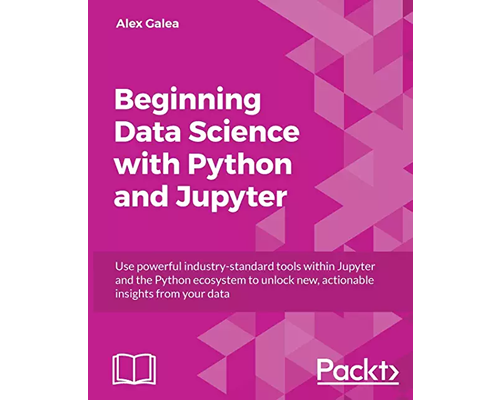 Alex Galea
Beginning
Data Science
with Python
and Jupyter
Use powerful industry-standard tools within Jupyter
and the Python ecosystem to unlock new, actionable
insights from your data
Packt>